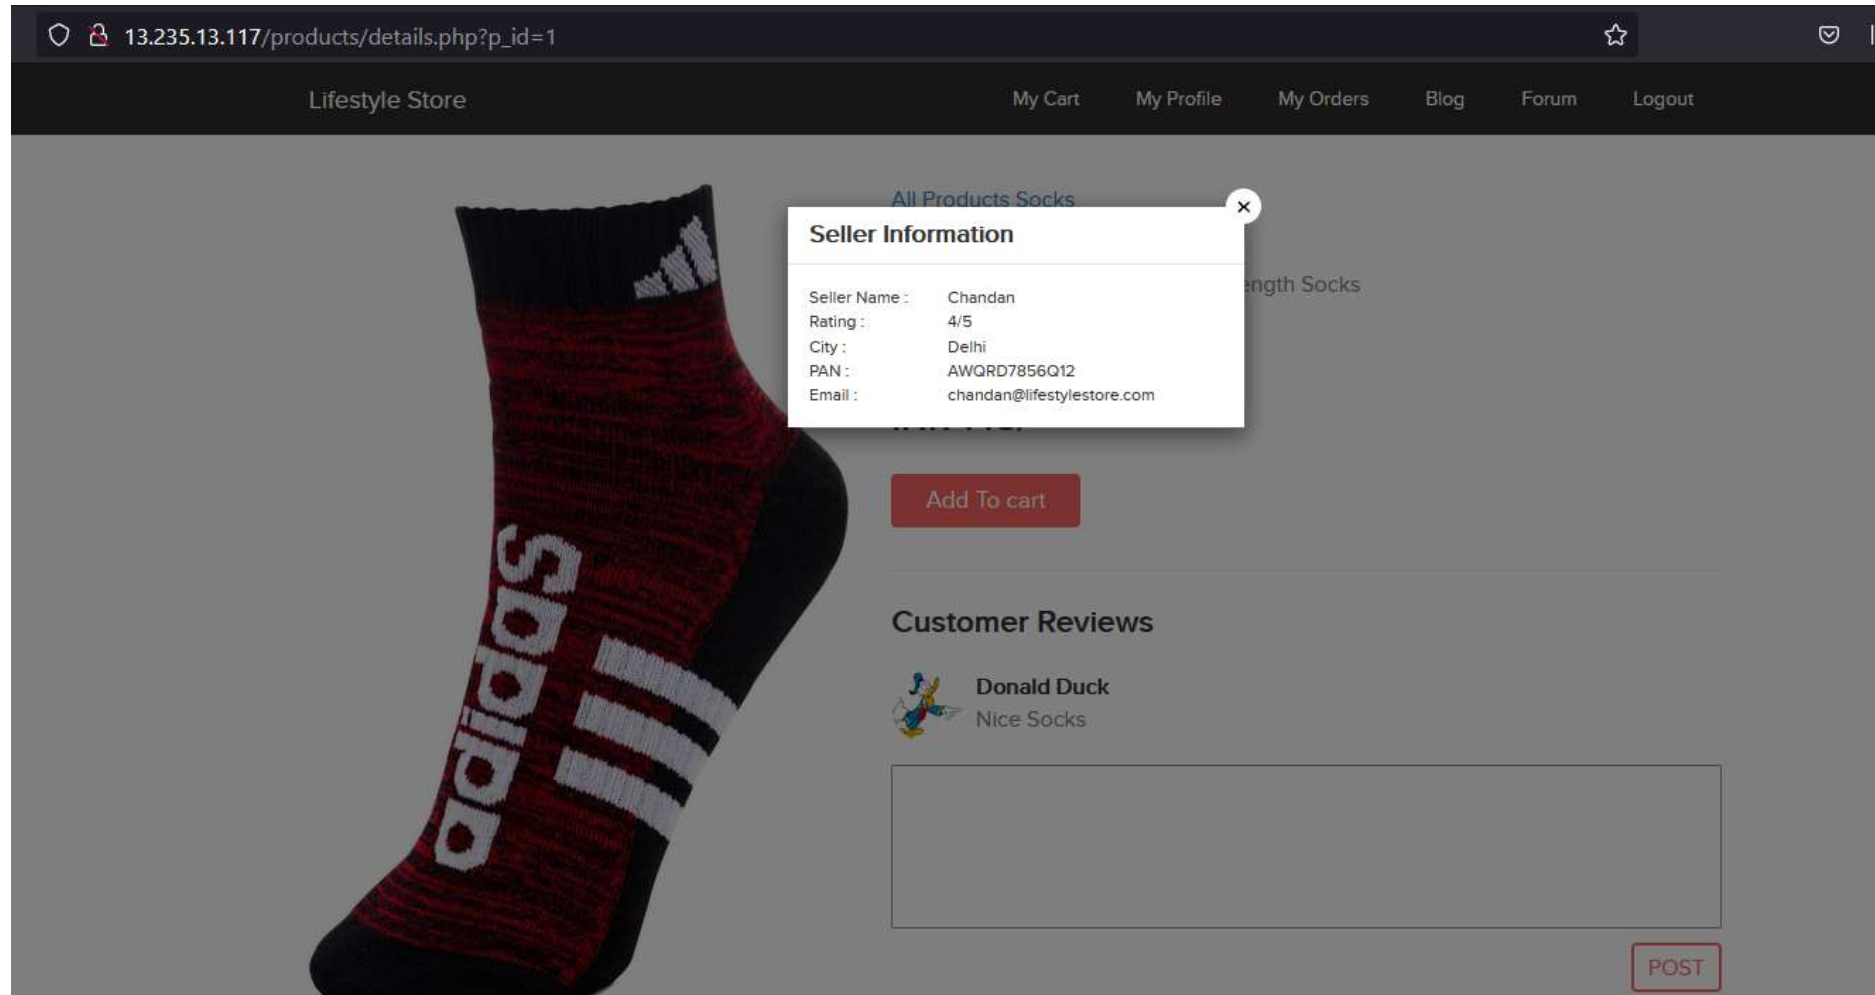 13.235.13.117/products/details.php?p_id=1
Lifestyle Store My Cart My Profile My Orders Blog Forum Logout
All Products Socks
Seller Information
Socks
Seller Name : Chandan
Rating : 4/5
City : Delhi
PAN : AWQRD7856Q12
Email : chandan@lifestylestore.com
Add To cart
adidas
Customer Reviews
Donald Duck
Nice Socks
POST